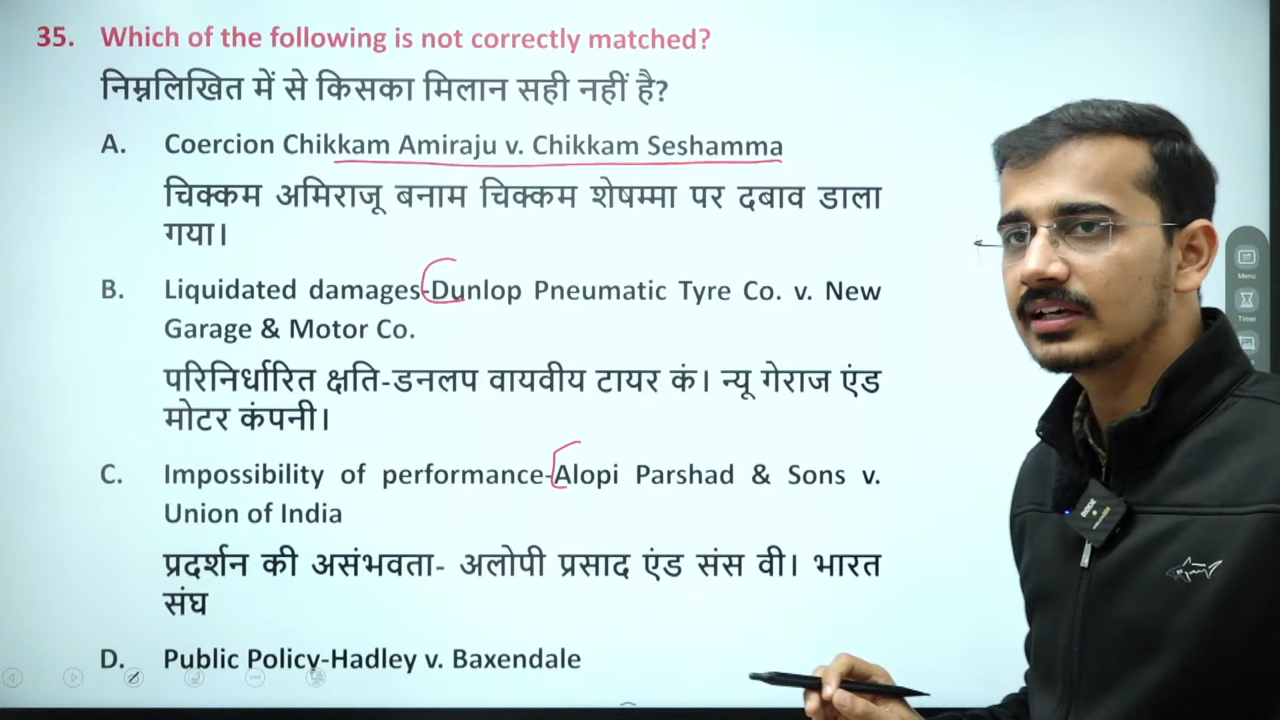 35. Which of the following is not correctly matched?
निम्नलिखित में से किसका मिलान सही नहीं है?
A. Coercion Chikkam Amiraju v. Chikkam Seshamma
चिक्कम अमिराजू बनाम चिक्कम शेषम्मा पर दबाव डाला
गया।
B. Liquidated damages-Dunlop Pneumatic Tyre Co. v. New
Garage & Motor Co.
परिनिर्धारित क्षति-डनलप वायवीय टायर कं। न्यू गेराज एंड
मोटर कंपनी।
C. Impossibility of performance-Alopi Parshad & Sons v.
Union of India
प्रदर्शन की असंभवता- अलोपी प्रसाद एंड संस वी। भारत
संघ
D. Public Policy-Hadley v. Baxendale
Menu
Timer